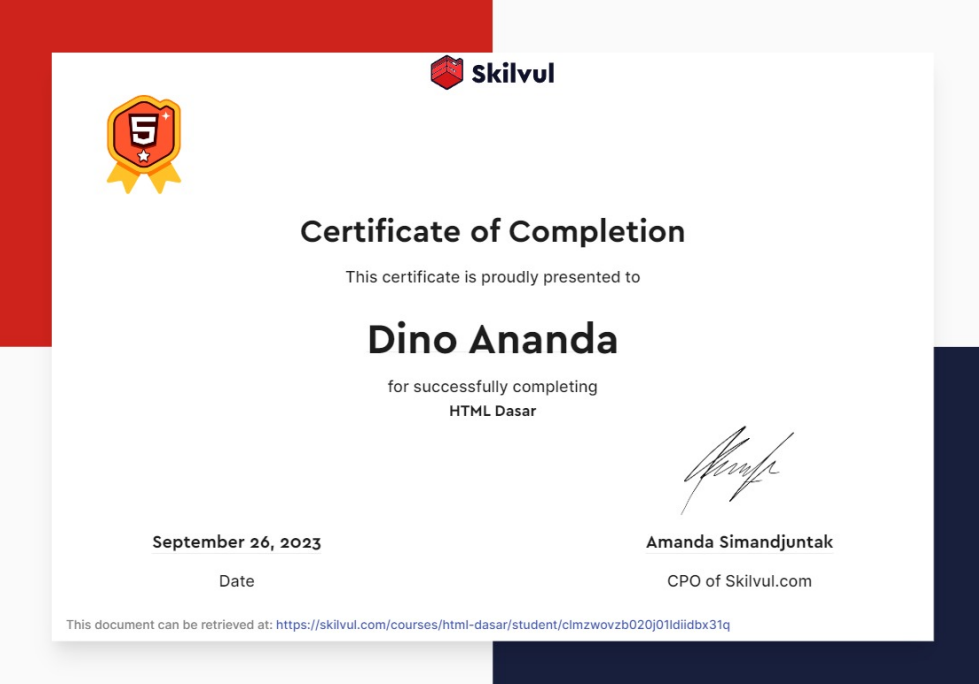 Skilvul
5
Certificate of Completion
This certificate is proudly presented to
Dino Ananda
for successfully completing
HTML Dasar
September 26, 2023
Amanda Simandjuntak
Date
CPO of Skilvul.com
This document can be retrieved at: https://skilvul.com/courses/html-dasar/student/clmzwovzb020j01ldiidbx31q